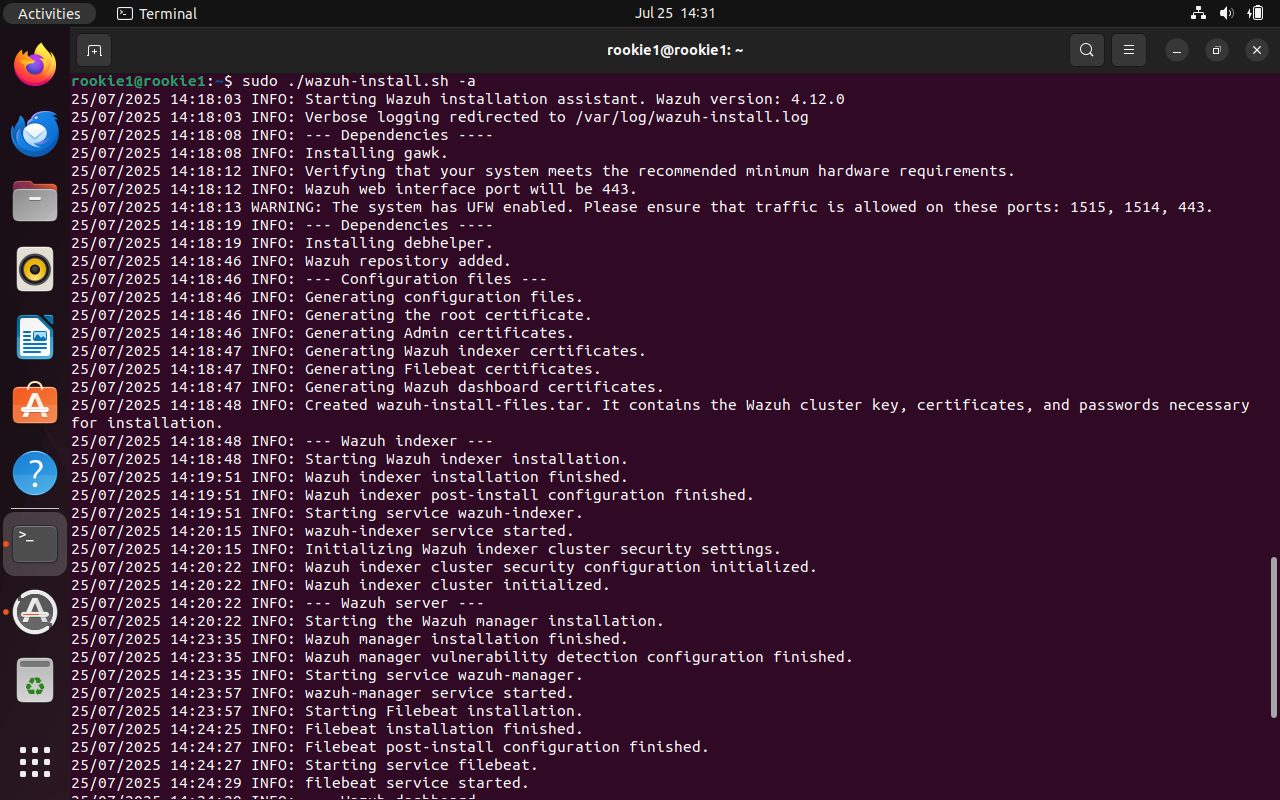 Activities
Terminal
Jul 25 14:31
rookie1@rookie1: ~
rookie1@rookie1:~$ sudo ./wazuh-install.sh -a
25/07/2025 14:18:03 INFO: Starting Wazuh installation assistant. Wazuh version: 4.12.0
25/07/2025 14:18:03 INFO: Verbose logging redirected to /var/log/wazuh-install.log
25/07/2025 14:18:08 INFO: --- Dependencies ----
25/07/2025 14:18:08 INFO: Installing gawk.
25/07/2025 14:18:12 INFO: Verifying that your system meets the recommended minimum hardware requirements.
25/07/2025 14:18:12 INFO: Wazuh web interface port will be 443.
25/07/2025 14:18:13 WARNING: The system has UFW enabled. Please ensure that traffic is allowed on these ports: 1515, 1514, 443.
25/07/2025 14:18:19 INFO: --- Dependencies ----
25/07/2025 14:18:19 INFO: Installing debhelper.
25/07/2025 14:18:46 INFO: Wazuh repository added.
25/07/2025 14:18:46 INFO: --- Configuration files ---
25/07/2025 14:18:46 INFO: Generating configuration files.
25/07/2025 14:18:46 INFO: Generating the root certificate.
25/07/2025 14:18:46 INFO: Generating Admin certificates.
25/07/2025 14:18:47 INFO: Generating Wazuh indexer certificates.
25/07/2025 14:18:47 INFO: Generating Filebeat certificates.
25/07/2025 14:18:47 INFO: Generating Wazuh dashboard certificates.
25/07/2025 14:18:48 INFO: Created wazuh-install-files.tar. It contains the Wazuh cluster key, certificates, and passwords necessary
for installation.
25/07/2025 14:18:48 INFO: --- Wazuh indexer ---
25/07/2025 14:18:48 INFO: Starting Wazuh indexer installation.
25/07/2025 14:19:51 INFO: Wazuh indexer installation finished.
25/07/2025 14:19:51 INFO: Wazuh indexer post-install configuration finished.
25/07/2025 14:19:51 INFO: Starting service wazuh-indexer.
25/07/2025 14:20:15 INFO: wazuh-indexer service started.
25/07/2025 14:20:15 INFO: Initializing Wazuh indexer cluster security settings.
25/07/2025 14:20:22 INFO: Wazuh indexer cluster security configuration initialized.
25/07/2025 14:20:22 INFO: Wazuh indexer cluster initialized.
25/07/2025 14:20:22 INFO: --- Wazuh server ---
25/07/2025 14:20:22 INFO: Starting the Wazuh manager installation.
25/07/2025 14:23:35 INFO: Wazuh manager installation finished.
25/07/2025 14:23:35 INFO: Wazuh manager vulnerability detection configuration finished.
25/07/2025 14:23:35 INFO: Starting service wazuh-manager.
25/07/2025 14:23:57 INFO: wazuh-manager service started.
25/07/2025 14:23:57 INFO: Starting Filebeat installation.
25/07/2025 14:24:25 INFO: Filebeat installation finished.
25/07/2025 14:24:27 INFO: Filebeat post-install configuration finished.
25/07/2025 14:24:27 INFO: Starting service filebeat.
25/07/2025 14:24:29 INFO: filebeat service started.